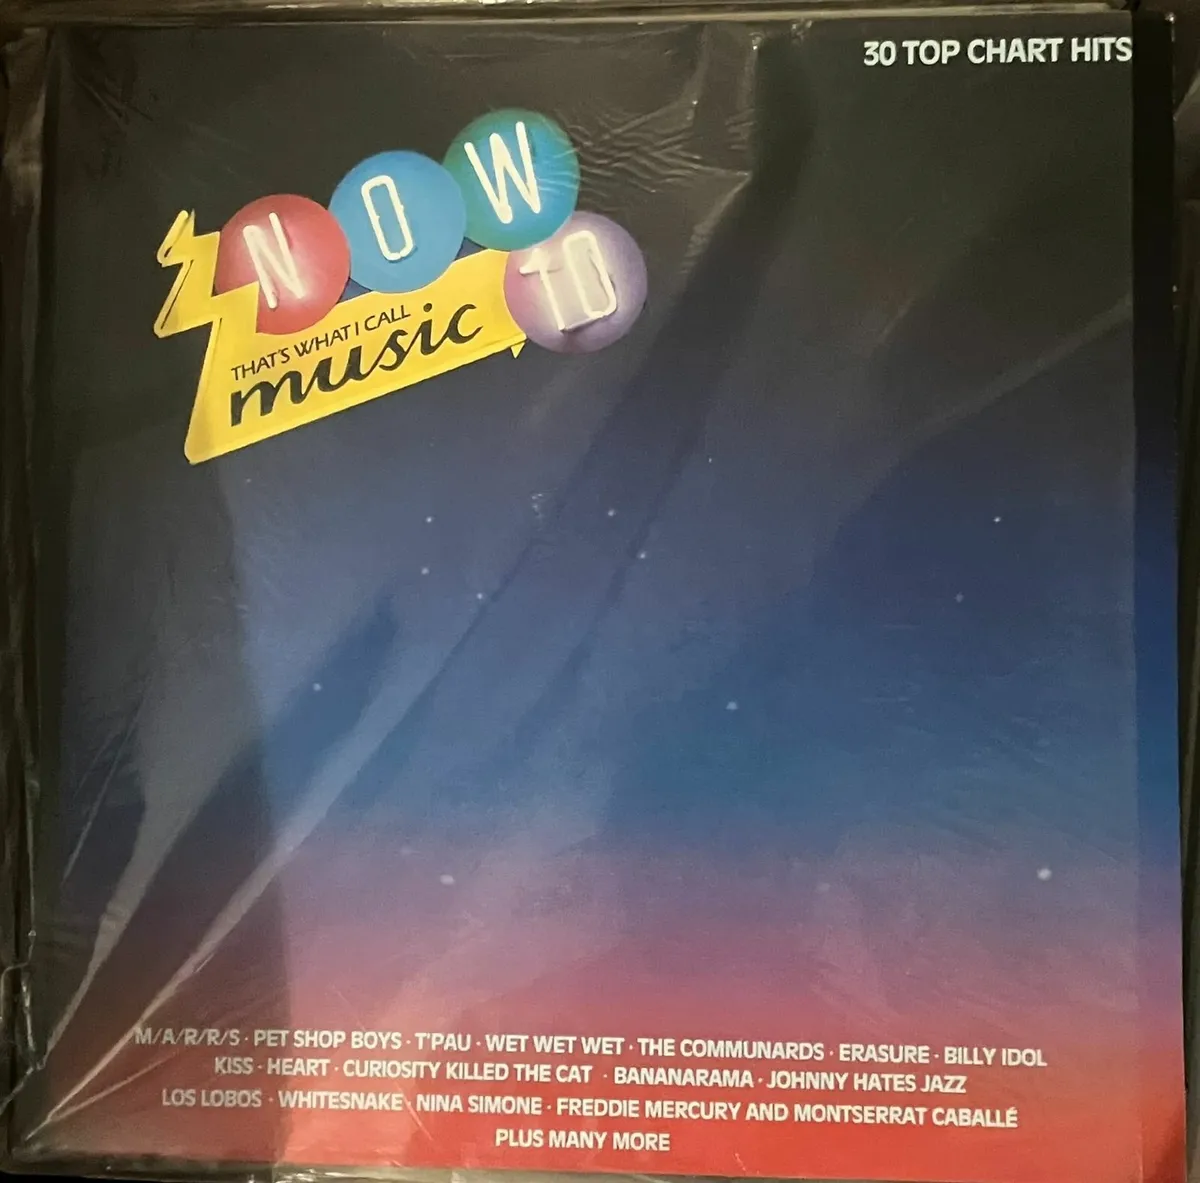 30 TOP CHART HITS
NOW
10
THAT'S WHAT I CALL
music
M/A/R/R/S · PET SHOP BOYS · T'PAU · WET WET WET · THE COMMUNARDS · ERASURE · BILLY IDOL
KISS · HEART · CURIOSITY KILLED THE CAT · BANANARAMA · JOHNNY HATES JAZZ
LOS LOBOS · WHITESNAKE · NINA SIMONE · FREDDIE MERCURY AND MONTSERRAT CABALLÉ
PLUS MANY MORE